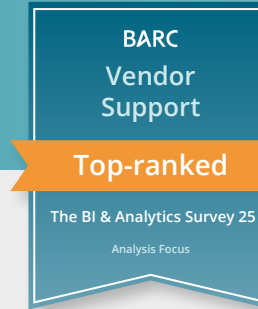 BARC
Vendor
Support
Top-ranked
The BI & Analytics Survey 25
Analysis Focus